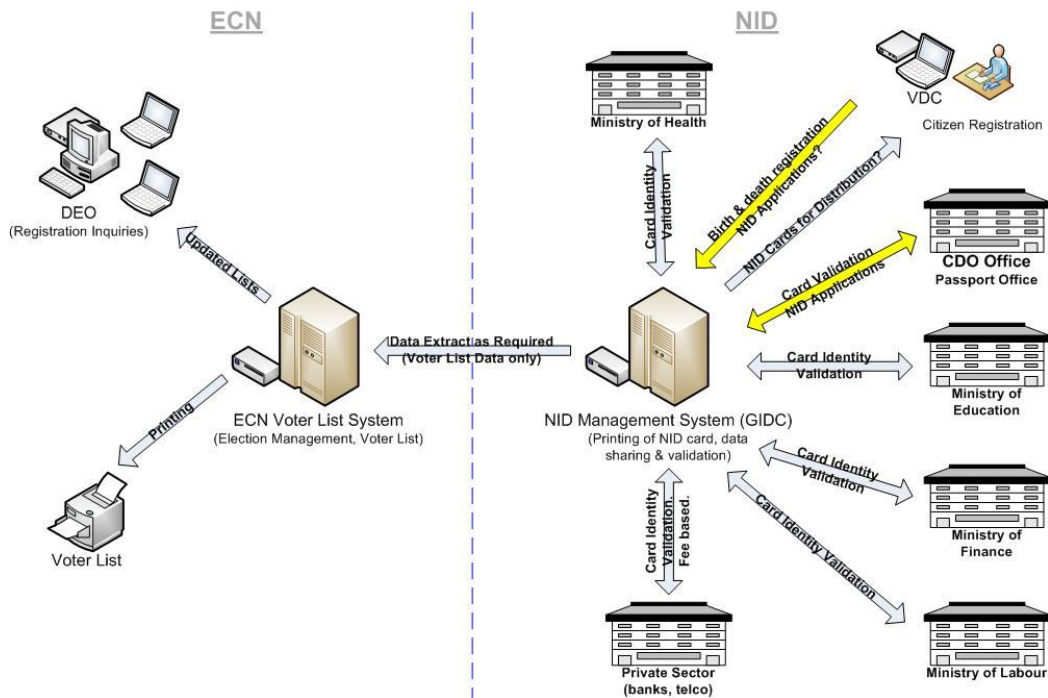 ECN
NID
Ministry of Health
VDC
Citizen Registration
DEO
(Registration Inquiries)
Updated Lists
Card Identity
Validation
Birth & death registration
NID Applications?
NID Cards for Distribution?
CDO Office
Passport Office
Card Validation
NID Applications
Data Extract as Required
(Voter List Data only)
Card Identity
Validation
Ministry of
Education
ECN Voter List System
(Election Management, Voter List)
Printing
Voter List
NID Management System (GIDC)
(Printing of NID card, data
sharing & validation)
Card Identity
Validation
Ministry of
Finance
Card Identity Validation
Card Identity
Validation.
Fee based.
Private Sector
(banks, telco)
Ministry of Labour